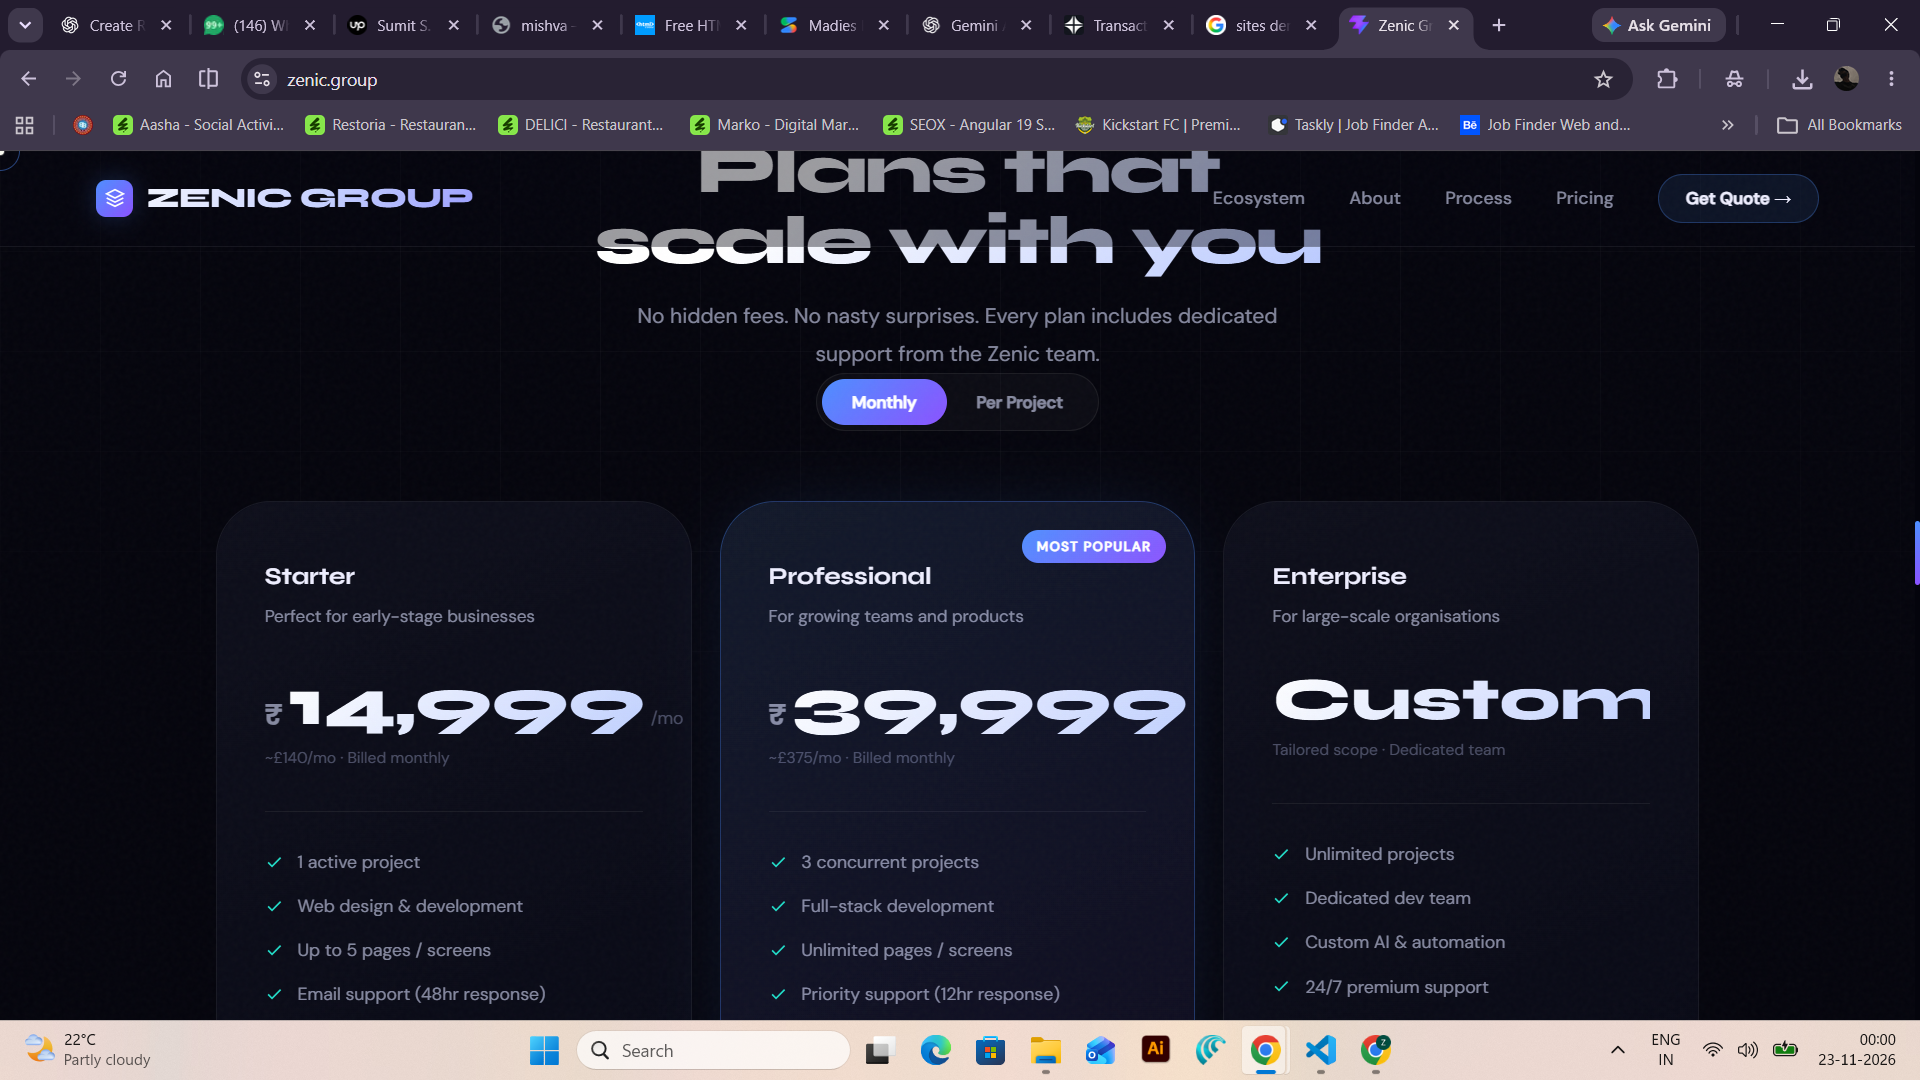 Create R
(146) W
Sumit S.
mishva -
Free HT
Madies
Gemini
Transact
sites der
Zenic G
Ask Gemini
zenic.group
Aasha - Social Activi...
Restoria - Restauran...
DELICI - Restaurant...
Marko - Digital Mar...
SEOX - Angular 19 S...
Kickstart FC | Premi...
Taskly | Job Finder A...
Job Finder Web and...
All Bookmarks
ZENIC GROUP
Ecosystem
About
Process
Pricing
Get Quote →
Plans that
scale with you
No hidden fees. No nasty surprises. Every plan includes dedicated
support from the Zenic team.
Monthly
Per Project
Starter
Perfect for early-stage businesses
₹14,999 /mo
~£140/mo · Billed monthly
1 active project
Web design & development
Up to 5 pages / screens
Email support (48hr response)
MOST POPULAR
Professional
For growing teams and products
₹39,999
~£375/mo · Billed monthly
3 concurrent projects
Full-stack development
Unlimited pages / screens
Priority support (12hr response)
Enterprise
For large-scale organisations
Custom
Tailored scope · Dedicated team
Unlimited projects
Dedicated dev team
Custom AI & automation
24/7 premium support
22°C
Partly cloudy
Search
ENG
IN
00:00
23-11-2026